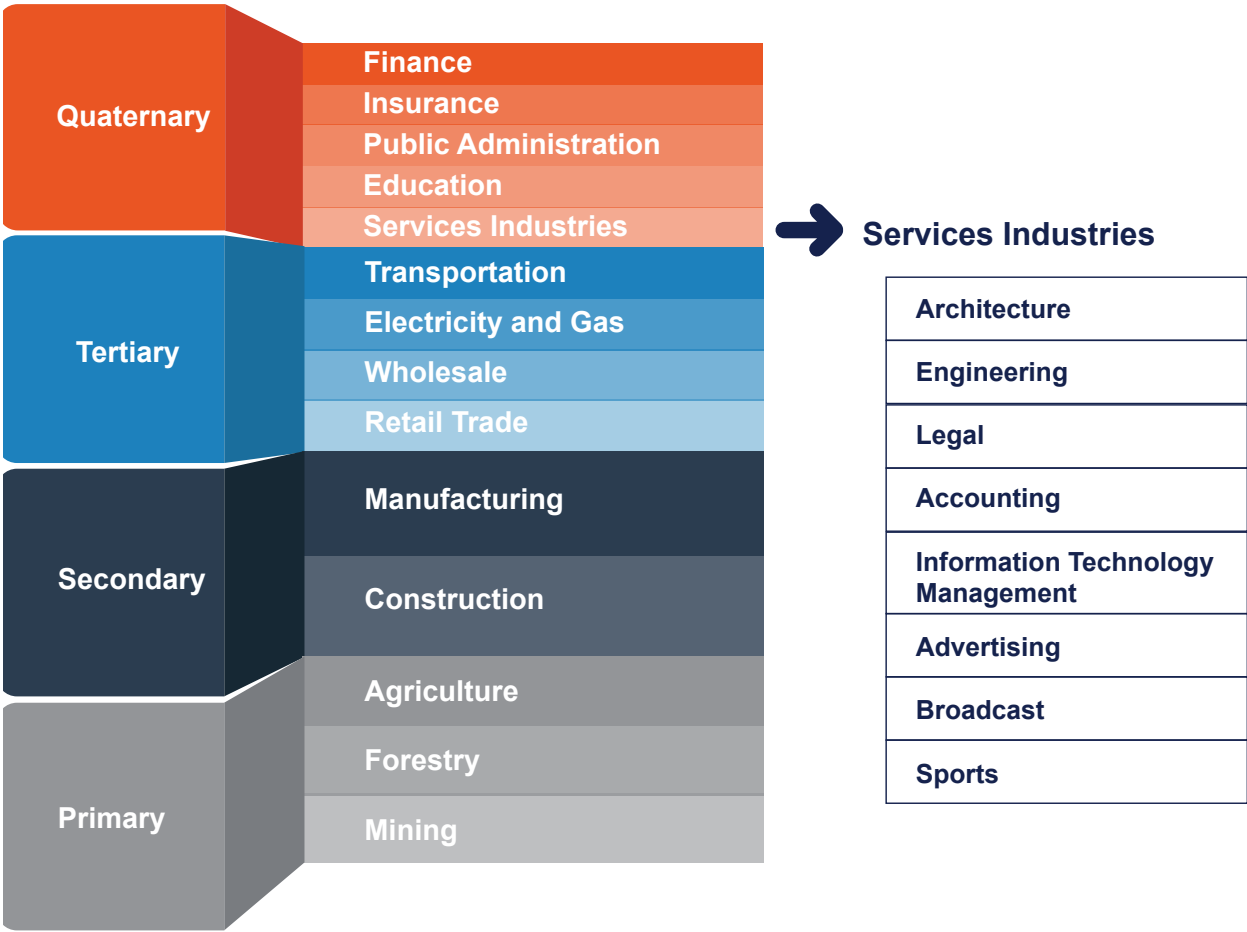 Quaternary
Finance
Insurance
Public Administration
Education
Services Industries
Tertiary
Transportation
Electricity and Gas
Wholesale
Retail Trade
Secondary
Manufacturing
Construction
Primary
Agriculture
Forestry
Mining
Services Industries
Architecture
Engineering
Legal
Accounting
Information Technology
Management
Advertising
Broadcast
Sports